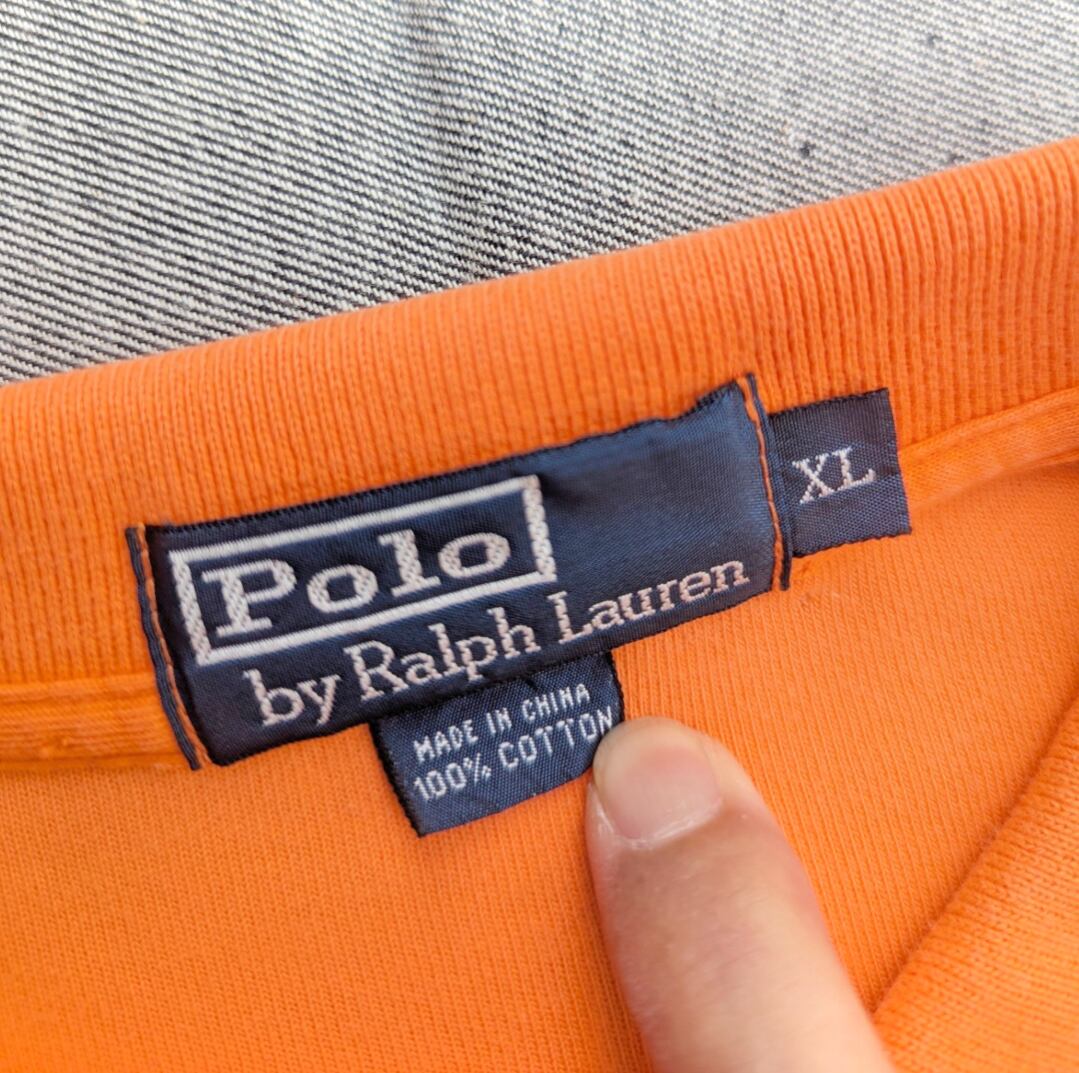 Polo
by Ralph Lauren
XL
MADE IN CHINA
100% COTTON